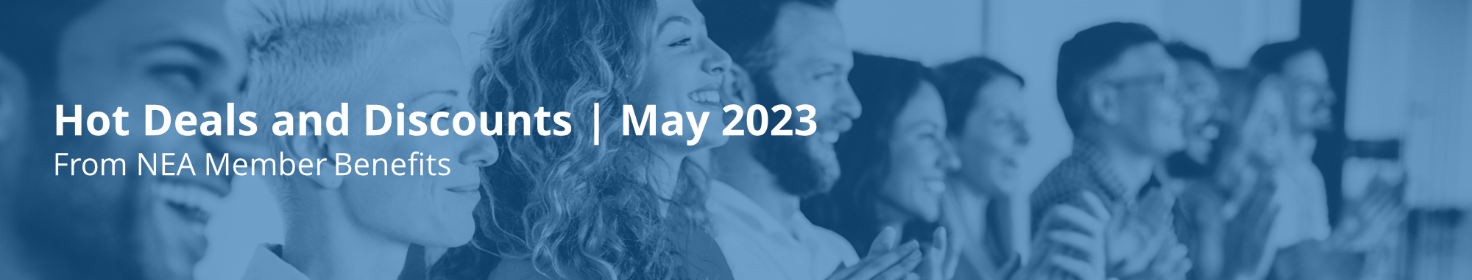 Hot Deals and Discounts | May 2023
From NEA Member Benefits